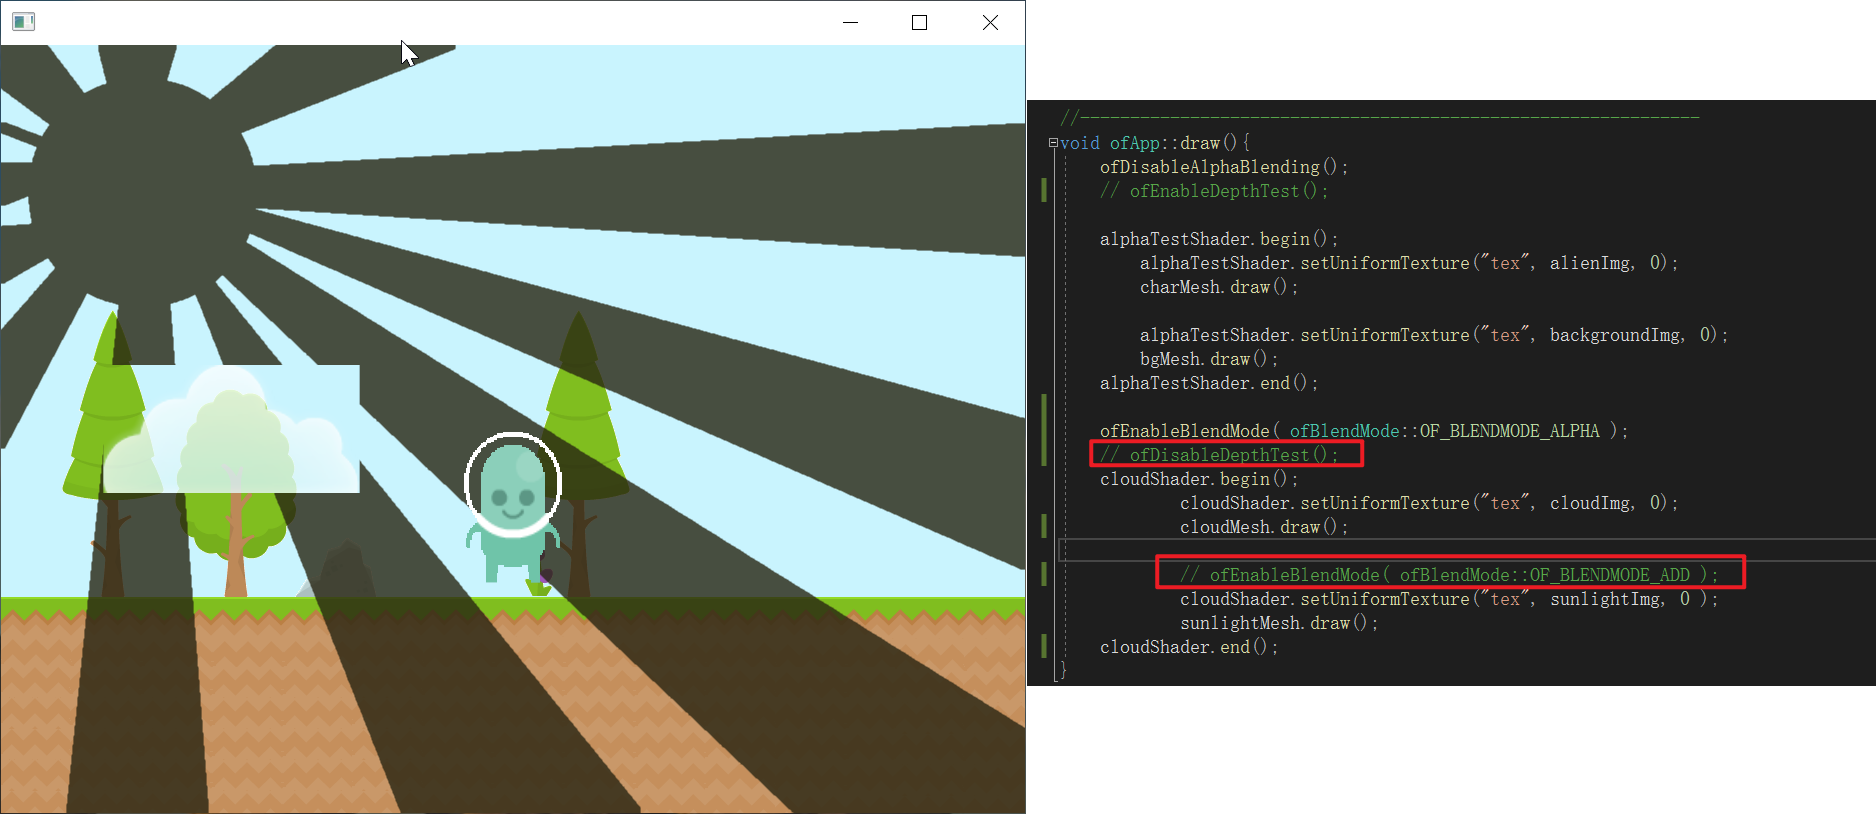 //--------------------------------------------------------------
void ofApp::draw(){
ofDisableAlphaBlending();
// ofEnableDepthTest();
alphaTestShader.begin();
alphaTestShader.setUniformTexture("tex", alienImg, 0);
charMesh.draw();
alphaTestShader.setUniformTexture("tex", backgroundImg, 0);
bgMesh.draw();
alphaTestShader.end();
ofEnableBlendMode( ofBlendMode::OF_BLENDMODE_ALPHA );
// ofDisableDepthTest();
cloudShader.begin();
cloudShader.setUniformTexture("tex", cloudImg, 0);
cloudMesh.draw();
// ofEnableBlendMode( ofBlendMode::OF_BLENDMODE_ADD );
cloudShader.setUniformTexture("tex", sunlightImg, 0 );
sunlightMesh.draw();
cloudShader.end();
}